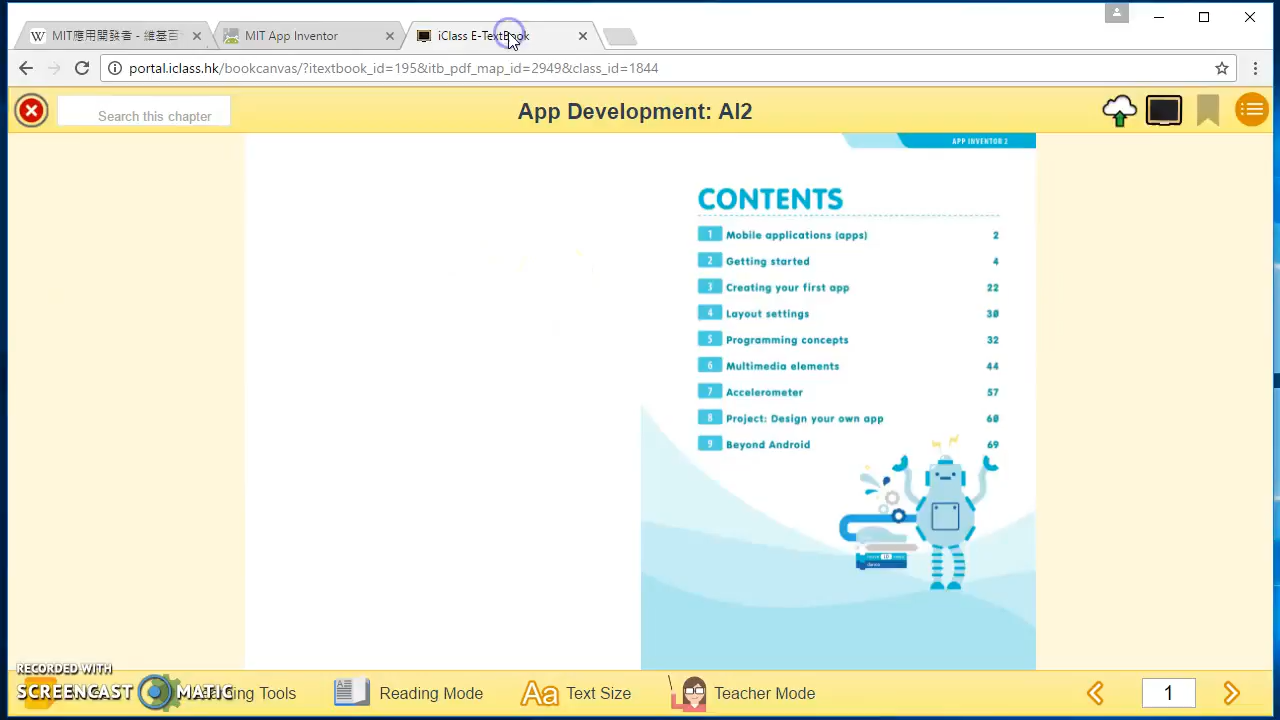 MIT應用開發者 - 維基百
MIT App Inventor
iClass E-TextBook
portal.iclass.hk/bookcanvas/?itextbook_id=195&itb_pdf_map_id=2949&class_id=1844
Search this chapter
App Development: AI2
APP INVENTOR 2
CONTENTS
1 Mobile applications (apps) 2
2 Getting started 4
3 Creating your first app 22
4 Layout settings 30
5 Programming concepts 32
6 Multimedia elements 44
7 Accelerometer 57
8 Project: Design your own app 60
9 Beyond Android 69
RECORDED WITH
SCREENCAST MATIC
Tools
Reading Mode
Aa Text Size
Teacher Mode
1